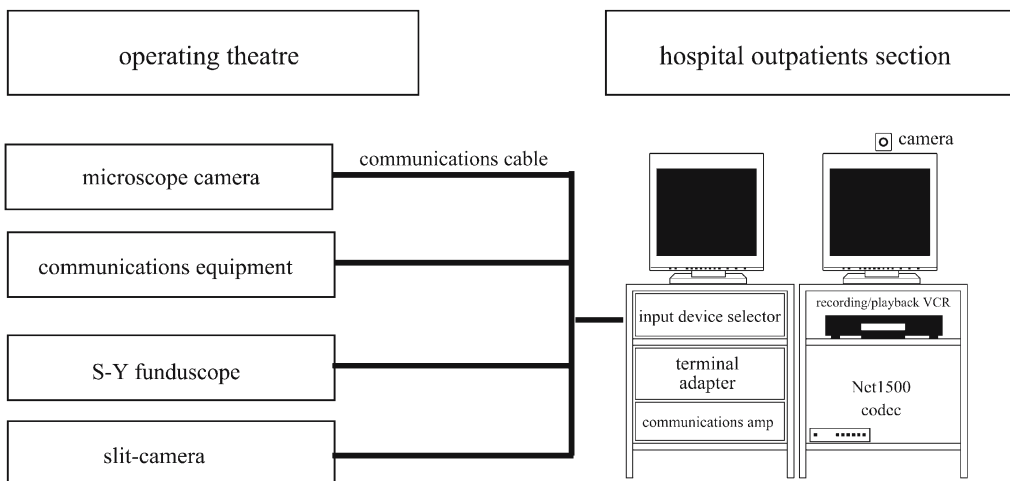 operating theatre
hospital outpatients section
microscope camera
communications cable
camera
communications equipment
S-Y funduscope
slit-camera
input device selector
terminal
adapter
communications amp
recording/playback VCR
Net1500
codec